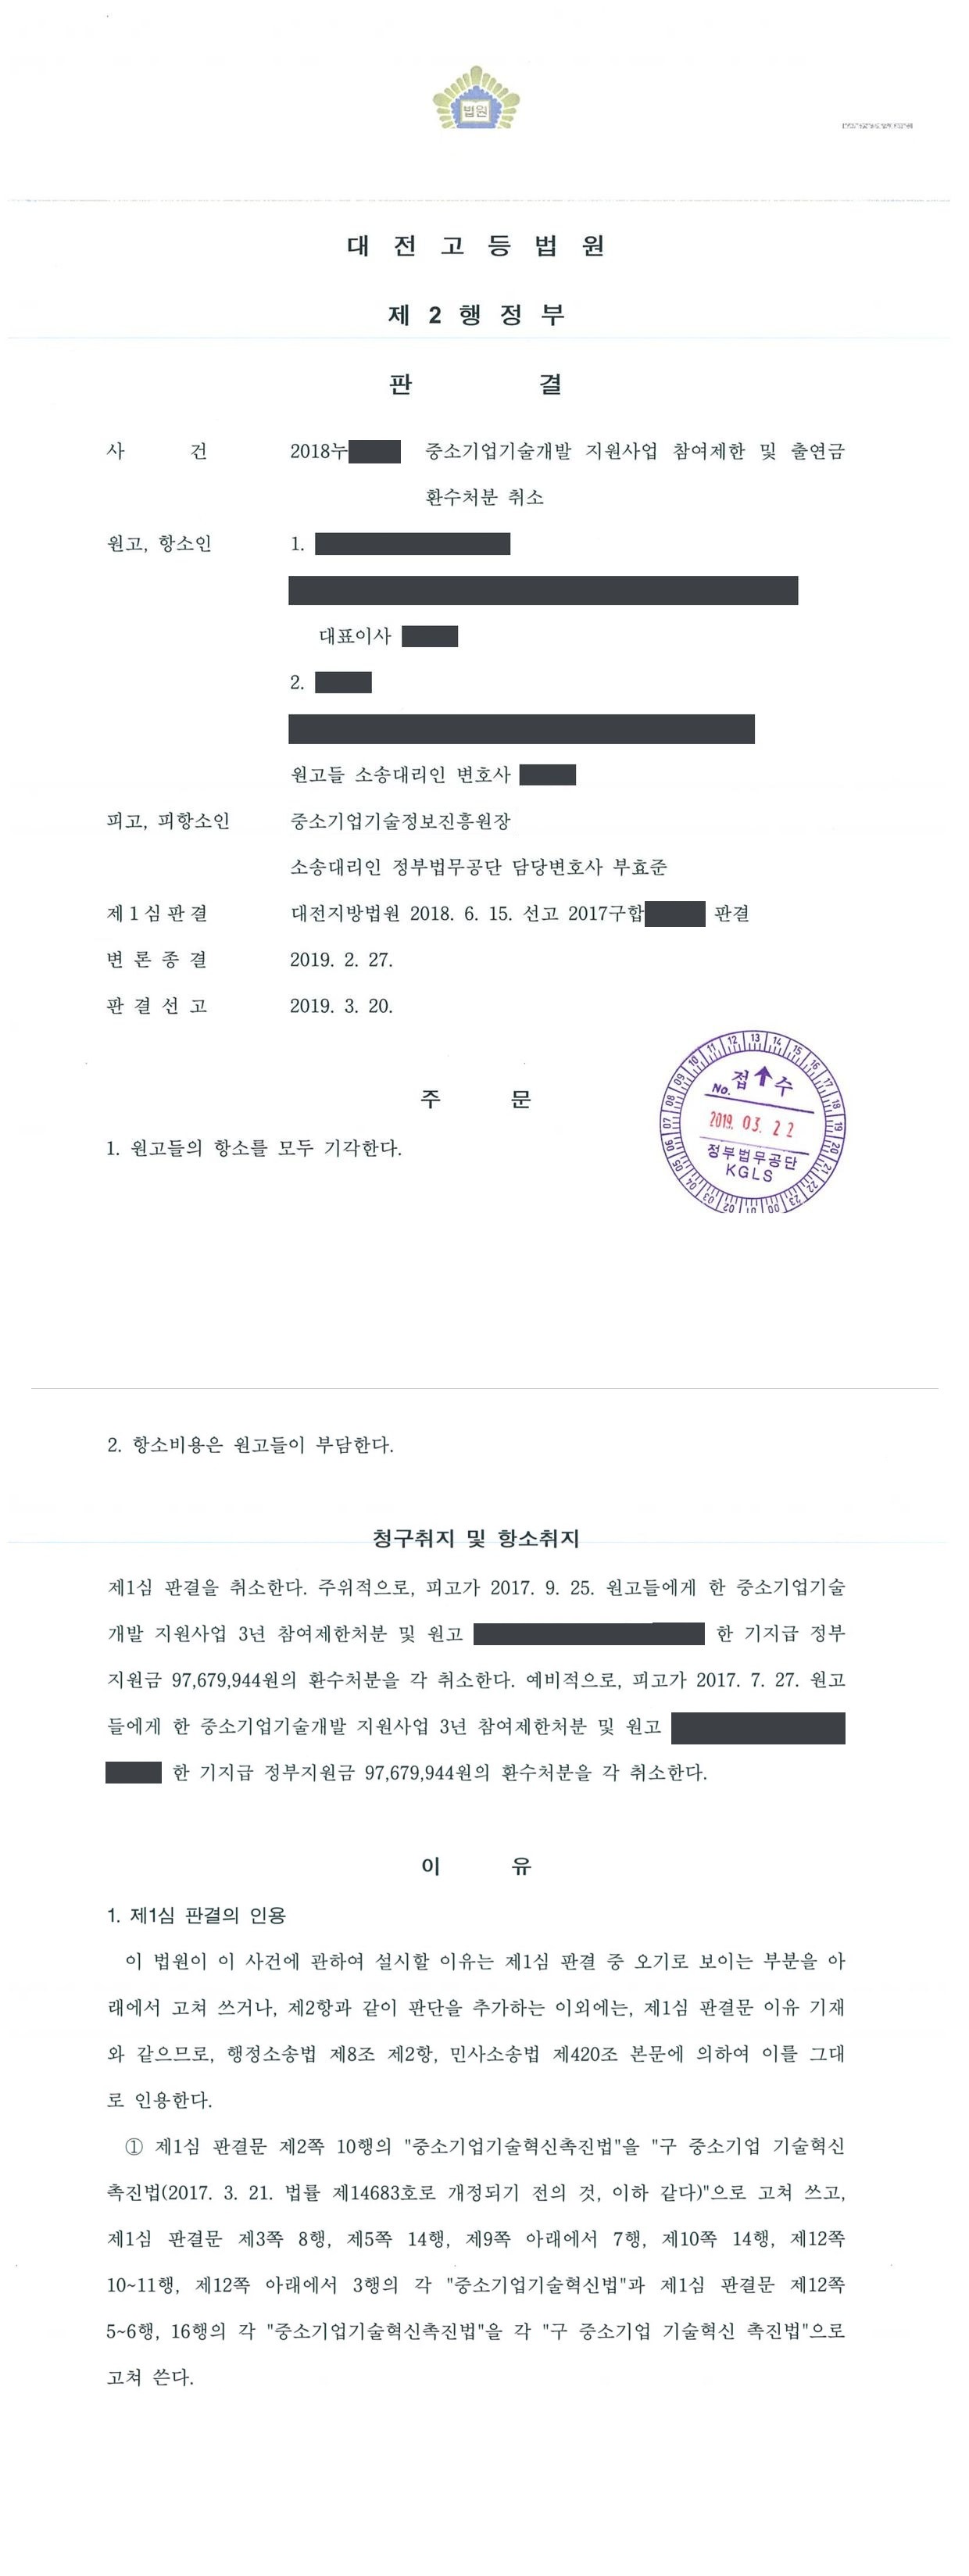 법원
대 전 고 등 법 원
제 2 행 정 부
판 결
사 건 2018누 중소기업기술개발 지원사업 참여제한 및 출연금
환수처분 취소
원고, 항소인 1.
대표이사
2.
원고들 소송대리인 변호사
피고, 피항소인 중소기업기술정보진흥원장
소송대리인 정부법무공단 담당변호사 부효준
제1심판결 대전지방법원 2018. 6. 15. 선고 2017구합 판결
변 론 종 결 2019. 2. 27.
판 결 선 고 2019. 3. 20.
주 문
1. 원고들의 항소를 모두 기각한다.
05 06 07 08 09 10 11 12 13 14 15 16 17 18 19 20 21 22 23 00 01 02 03 04
No. 접수
2019. 03. 22
정부법무공단
KGLS
2. 항소비용은 원고들이 부담한다.
청구취지 및 항소취지
제1심 판결을 취소한다. 주위적으로, 피고가 2017. 9. 25. 원고들에게 한 중소기업기술
개발 지원사업 3년 참여제한처분 및 원고 한 기지급 정부
지원금 97,679,944원의 환수처분을 각 취소한다. 예비적으로, 피고가 2017. 7. 27. 원고
들에게 한 중소기업기술개발 지원사업 3년 참여제한처분 및 원고
한 기지급 정부지원금 97,679,944원의 환수처분을 각 취소한다.
이 유
1. 제1심 판결의 인용
이 법원이 이 사건에 관하여 설시할 이유는 제1심 판결 중 오기로 보이는 부분을 아
래에서 고쳐 쓰거나, 제2항과 같이 판단을 추가하는 이외에는, 제1심 판결문 이유 기재
와 같으므로, 행정소송법 제8조 제2항, 민사소송법 제420조 본문에 의하여 이를 그대
로 인용한다.
① 제1심 판결문 제2쪽 10행의 "중소기업기술혁신촉진법"을 "구 중소기업 기술혁신
촉진법(2017. 3. 21. 법률 제14683호로 개정되기 전의 것, 이하 같다)"으로 고쳐 쓰고,
제1심 판결문 제3쪽 8행, 제5쪽 14행, 제9쪽 아래에서 7행, 제10쪽 14행, 제12쪽
10~11행, 제12쪽 아래에서 3행의 각 "중소기업기술혁신법"과 제1심 판결문 제12쪽
5~6행, 16행의 각 "중소기업기술혁신촉진법"을 각 "구 중소기업 기술혁신 촉진법"으로
고쳐 쓴다.